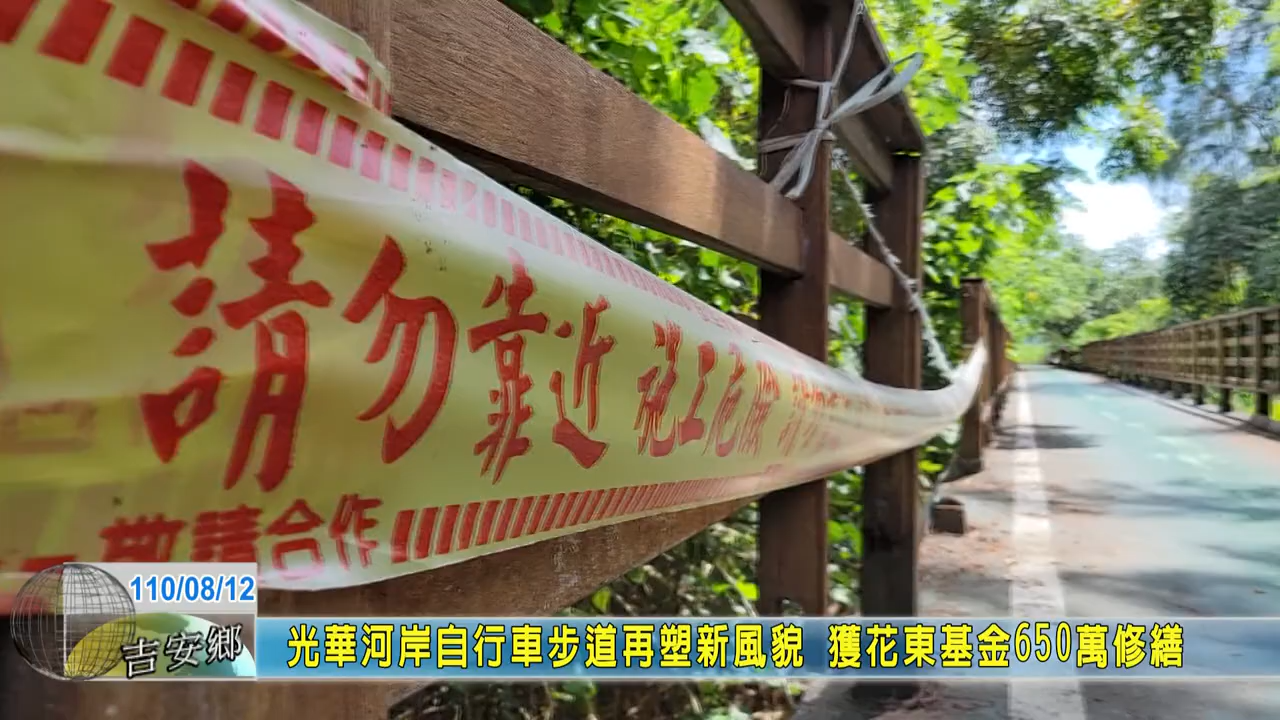 請勿靠近 施工危險
敬請合作
110/08/12
吉安鄉
光華河岸自行車步道再塑新風貌 獲花東基金650萬修繕